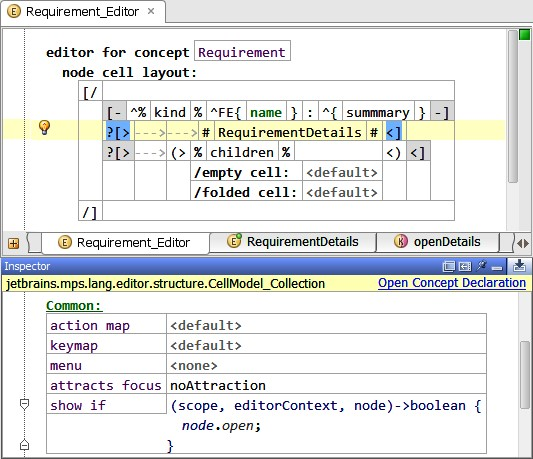 Requirement_Editor ×
editor for concept Requirement
node cell layout:
[/
[- ^% kind % ^FE{ name } : ^{ summmary } -]
?[> --->---> # RequirementDetails # <]
?[> ---> (> % children % <) <]
/empty cell: <default>
/folded cell: <default>
/]
Requirement_Editor RequirementDetails openDetails
Inspector
jetbrains.mps.lang.editor.structure.CellModel_Collection Open Concept Declaration
Common:
action map <default>
keymap <default>
menu <none>
attracts focus noAttraction
show if (scope, editorContext, node)->boolean {
node.open;
}